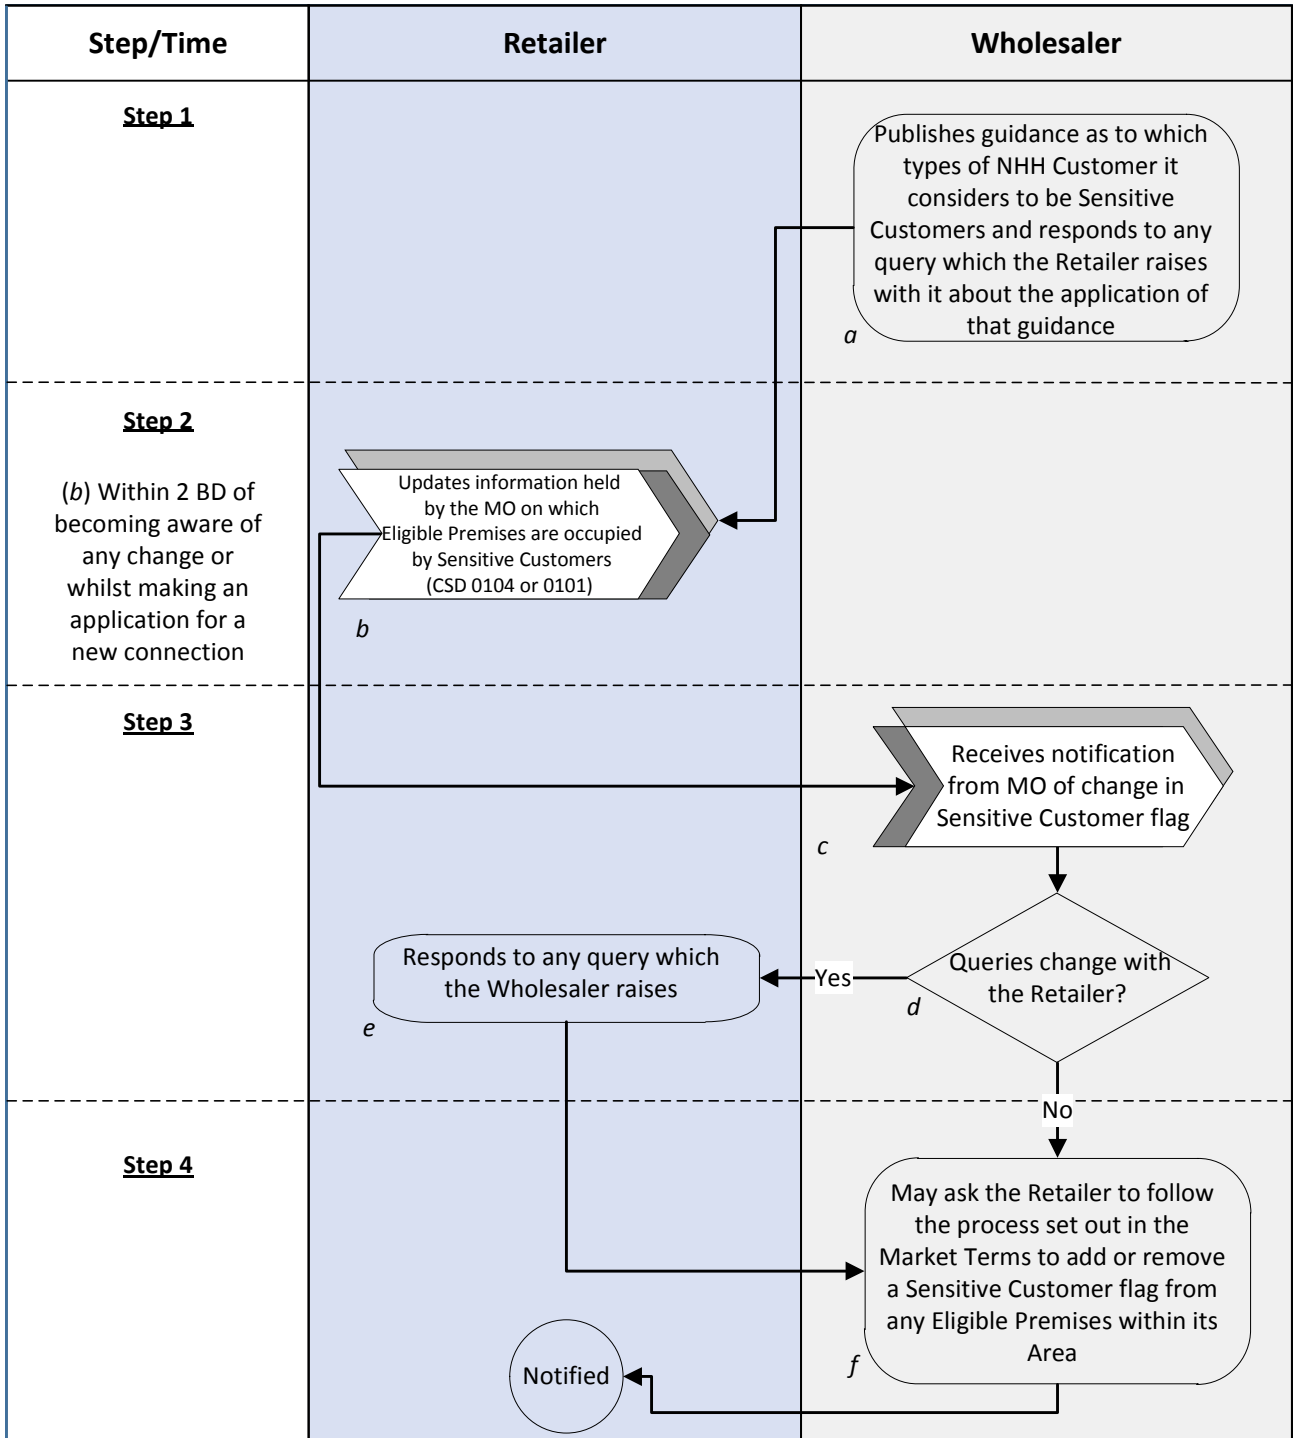 Step/Time
Retailer
Wholesaler
Step 1
Publishes guidance as to which
types of NHH Customer it
considers to be Sensitive
Customers and responds to any
query which the Retailer raises
with it about the application of
that guidance
a
Step 2
(b) Within 2 BD of
becoming aware of
any change or
whilst making an
application for a
new connection
Updates information held
by the MO on which
Eligible Premises are occupied
by Sensitive Customers
(CSD 0104 or 0101)
b
Step 3
Receives notification
from MO of change in
Sensitive Customer flag
c
Queries change with
the Retailer?
d
Yes
Responds to any query which
the Wholesaler raises
e
No
Step 4
May ask the Retailer to follow
the process set out in the
Market Terms to add or remove
a Sensitive Customer flag from
any Eligible Premises within its
Area
f
Notified